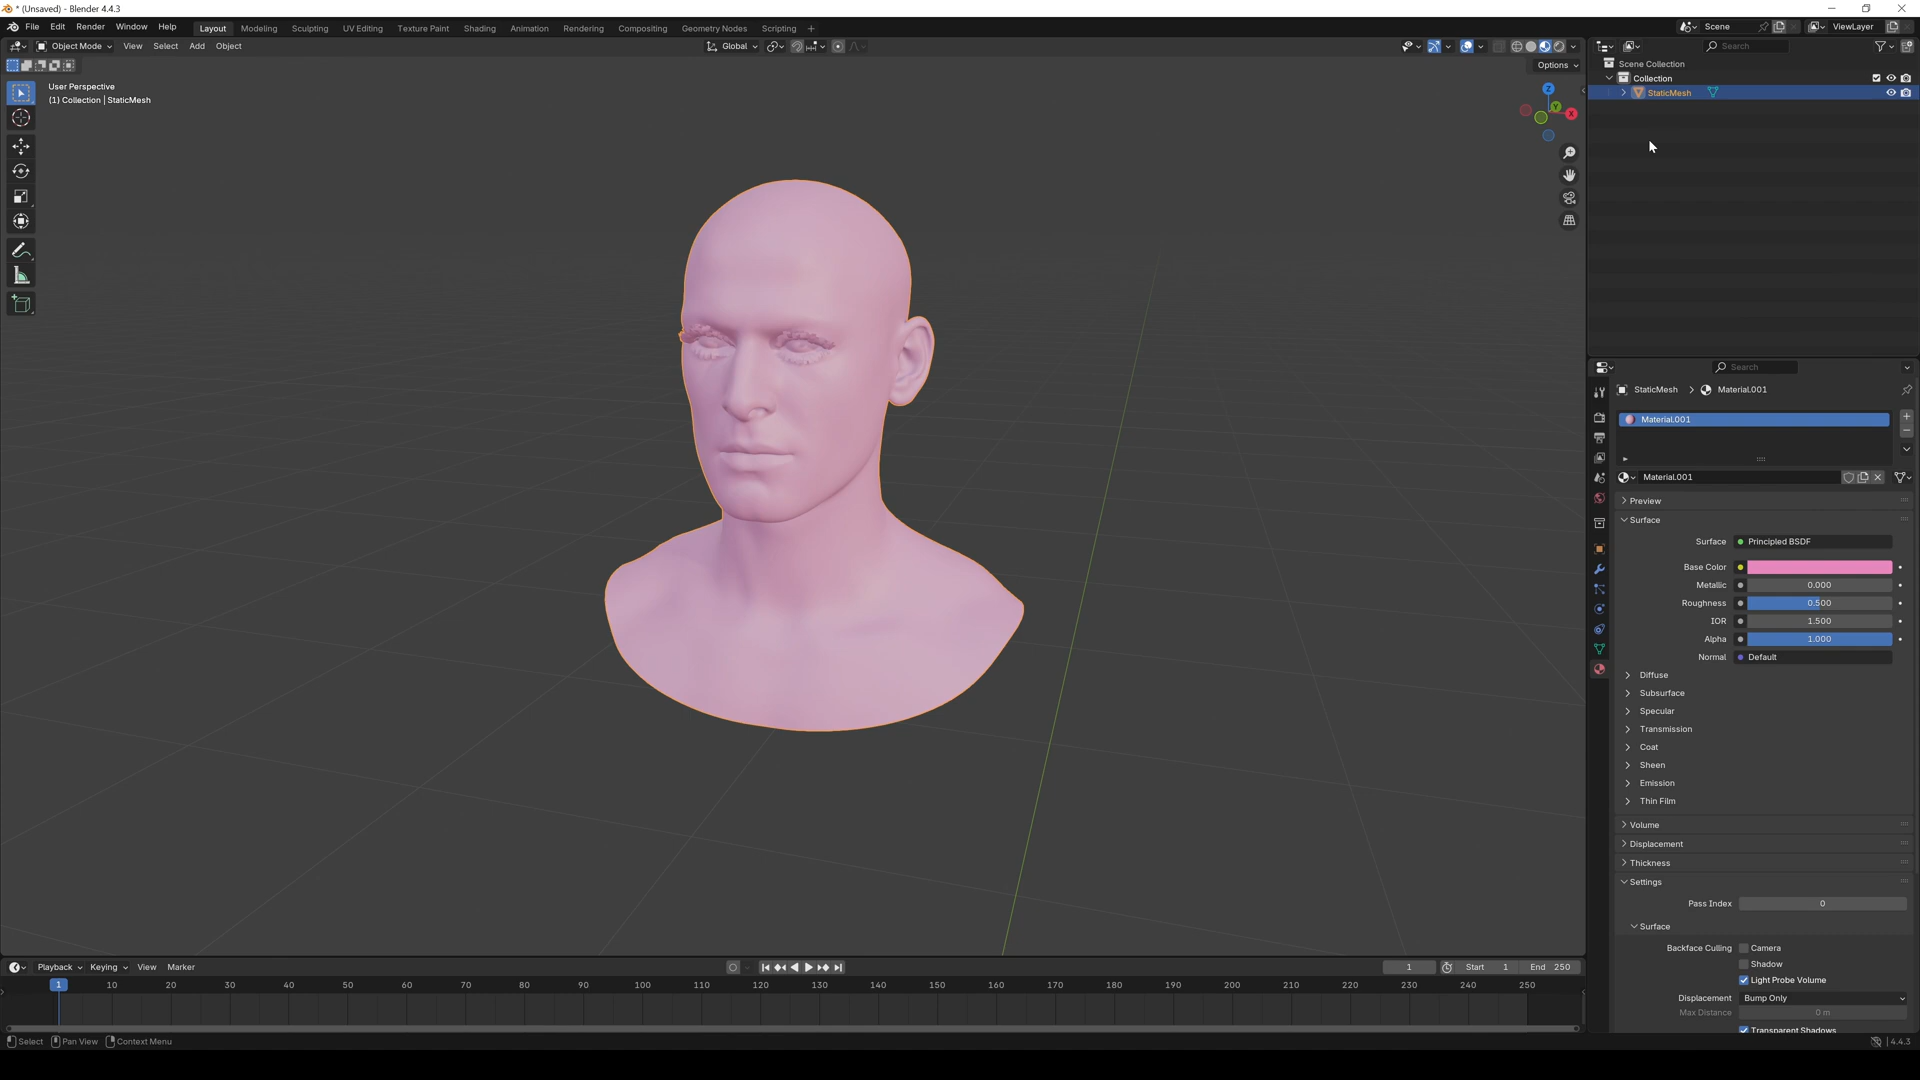 * (Unsaved) - Blender 4.4.3
File Edit Render Window Help
Layout Modeling Sculpting UV Editing Texture Paint Shading Animation Rendering Compositing Geometry Nodes Scripting +
Scene ViewLayer
Object Mode View Select Add Object
Global
Search
Options
User Perspective
(1) Collection | StaticMesh
Z
Y
X
Scene Collection
Collection
StaticMesh
Search
StaticMesh > Material.001
Material.001
Material.001
Preview
Surface
Surface Principled BSDF
Base Color
Metallic 0.000
Roughness 0.500
IOR 1.500
Alpha 1.000
Normal Default
Diffuse
Subsurface
Specular
Transmission
Coat
Sheen
Emission
Thin Film
Volume
Displacement
Thickness
Settings
Pass Index 0
Surface
Backface Culling Camera
Shadow
Light Probe Volume
Displacement Bump Only
Max Distance 0 m
Transparent Shadows
Playback Keying View Marker
1 Start 1 End 250
1 10 20 30 40 50 60 70 80 90 100 110 120 130 140 150 160 170 180 190 200 210 220 230 240 250
Select Pan View Context Menu
4.4.3